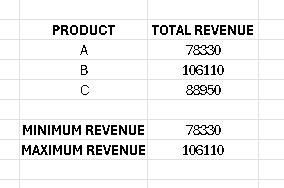 PRODUCT TOTAL REVENUE
A 78330
B 106110
C 88950
MINIMUM REVENUE 78330
MAXIMUM REVENUE 106110